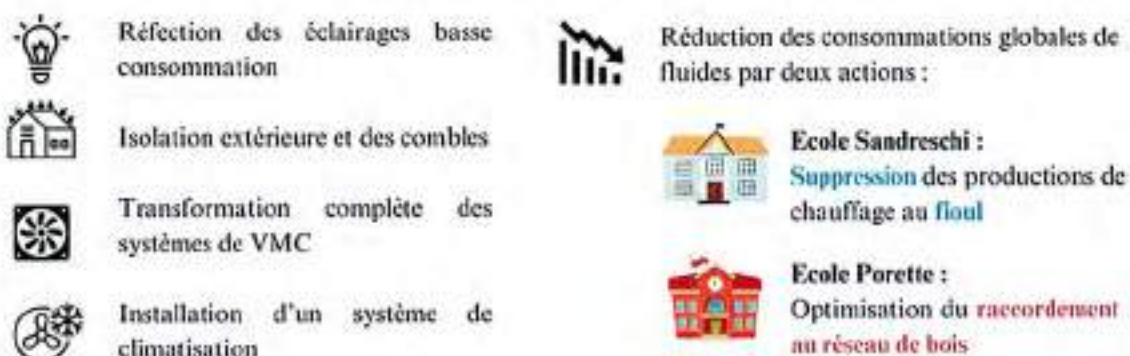 Réfection des éclairages basse
consommation
Isolation extérieure et des combles
Transformation complète des
systèmes de VMC
Installation d'un système de
climatisation
Réduction des consommations globales de
fluides par deux actions :
Ecole Sandreschi :
Suppression des productions de
chauffage au fioul
Ecole Porette :
Optimisation du raccordement
au réseau de bois